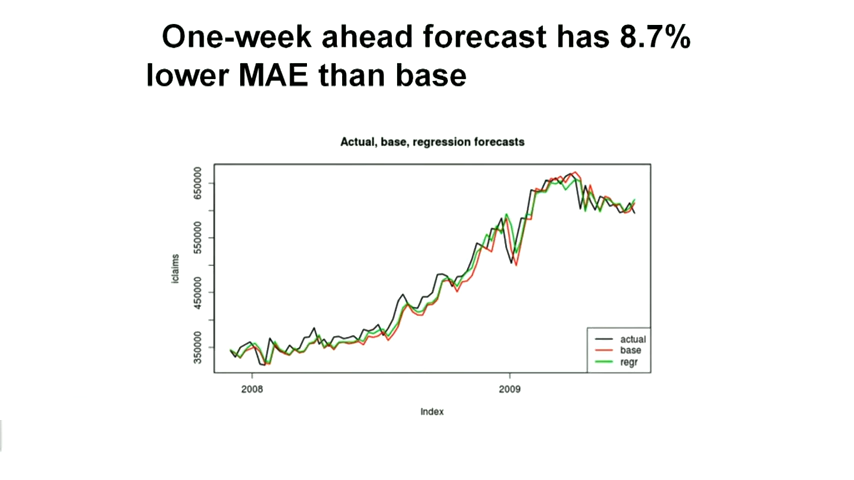 One-week ahead forecast has 8.7%
lower MAE than base
Actual, base, regression forecasts
650000
550000
450000
350000
iclaims
2008
2009
Index
actual
base
regr